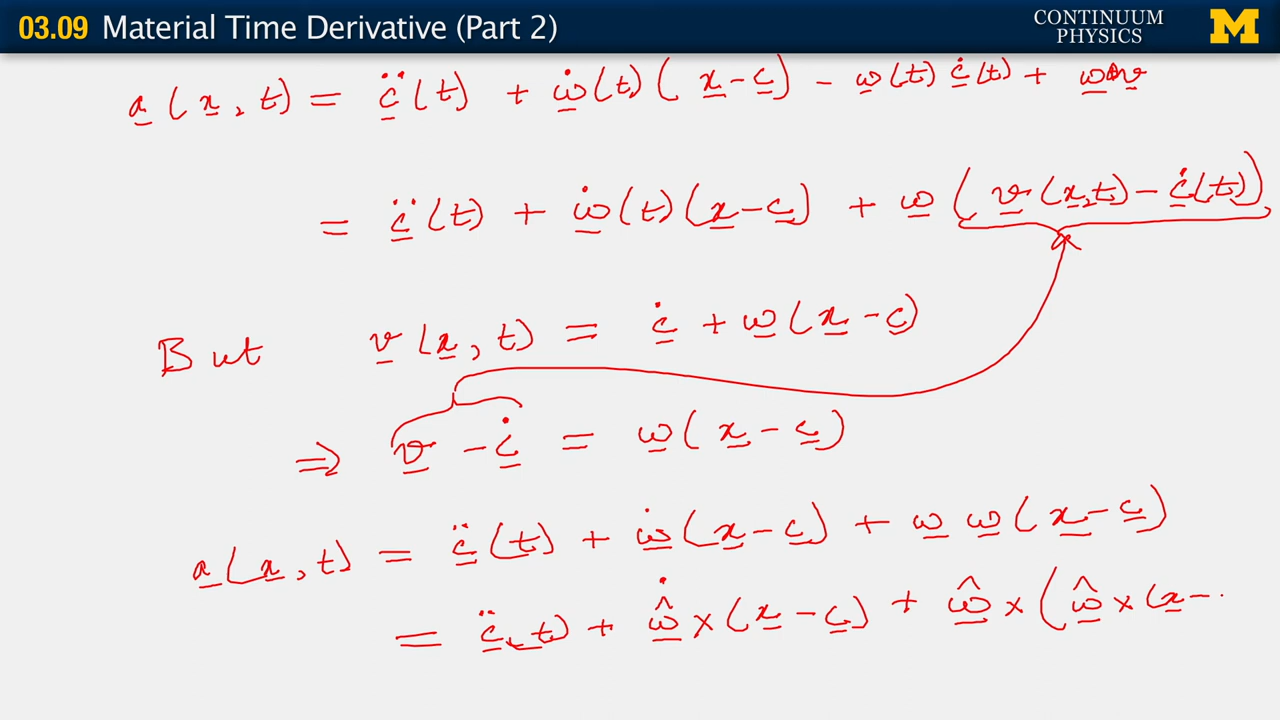 03.09 Material Time Derivative (Part 2)
CONTINUUM PHYSICS
M
a̲(x̲, t) = c̲̈(t) + ω̲̇(t)(x̲-c̲) - ω̲(t) ċ̲(t) + ω̲ v̲
= c̲̈(t) + ω̲̇(t)(x̲-c̲) + ω̲(v̲(x̲,t) - ċ̲(t))
But v̲(x̲, t) = ċ̲ + ω̲(x̲-c̲)
⇒ v̲ - ċ̲ = ω̲(x̲-c̲)
a̲(x̲, t) = c̲̈(t) + ω̲̇(x̲-c̲) + ω̲ ω̲(x̲-c̲)
= c̲̈(t) + ω̲̂̇ × (x̲-c̲) + ω̲̂ × (ω̲̂ × (x̲-